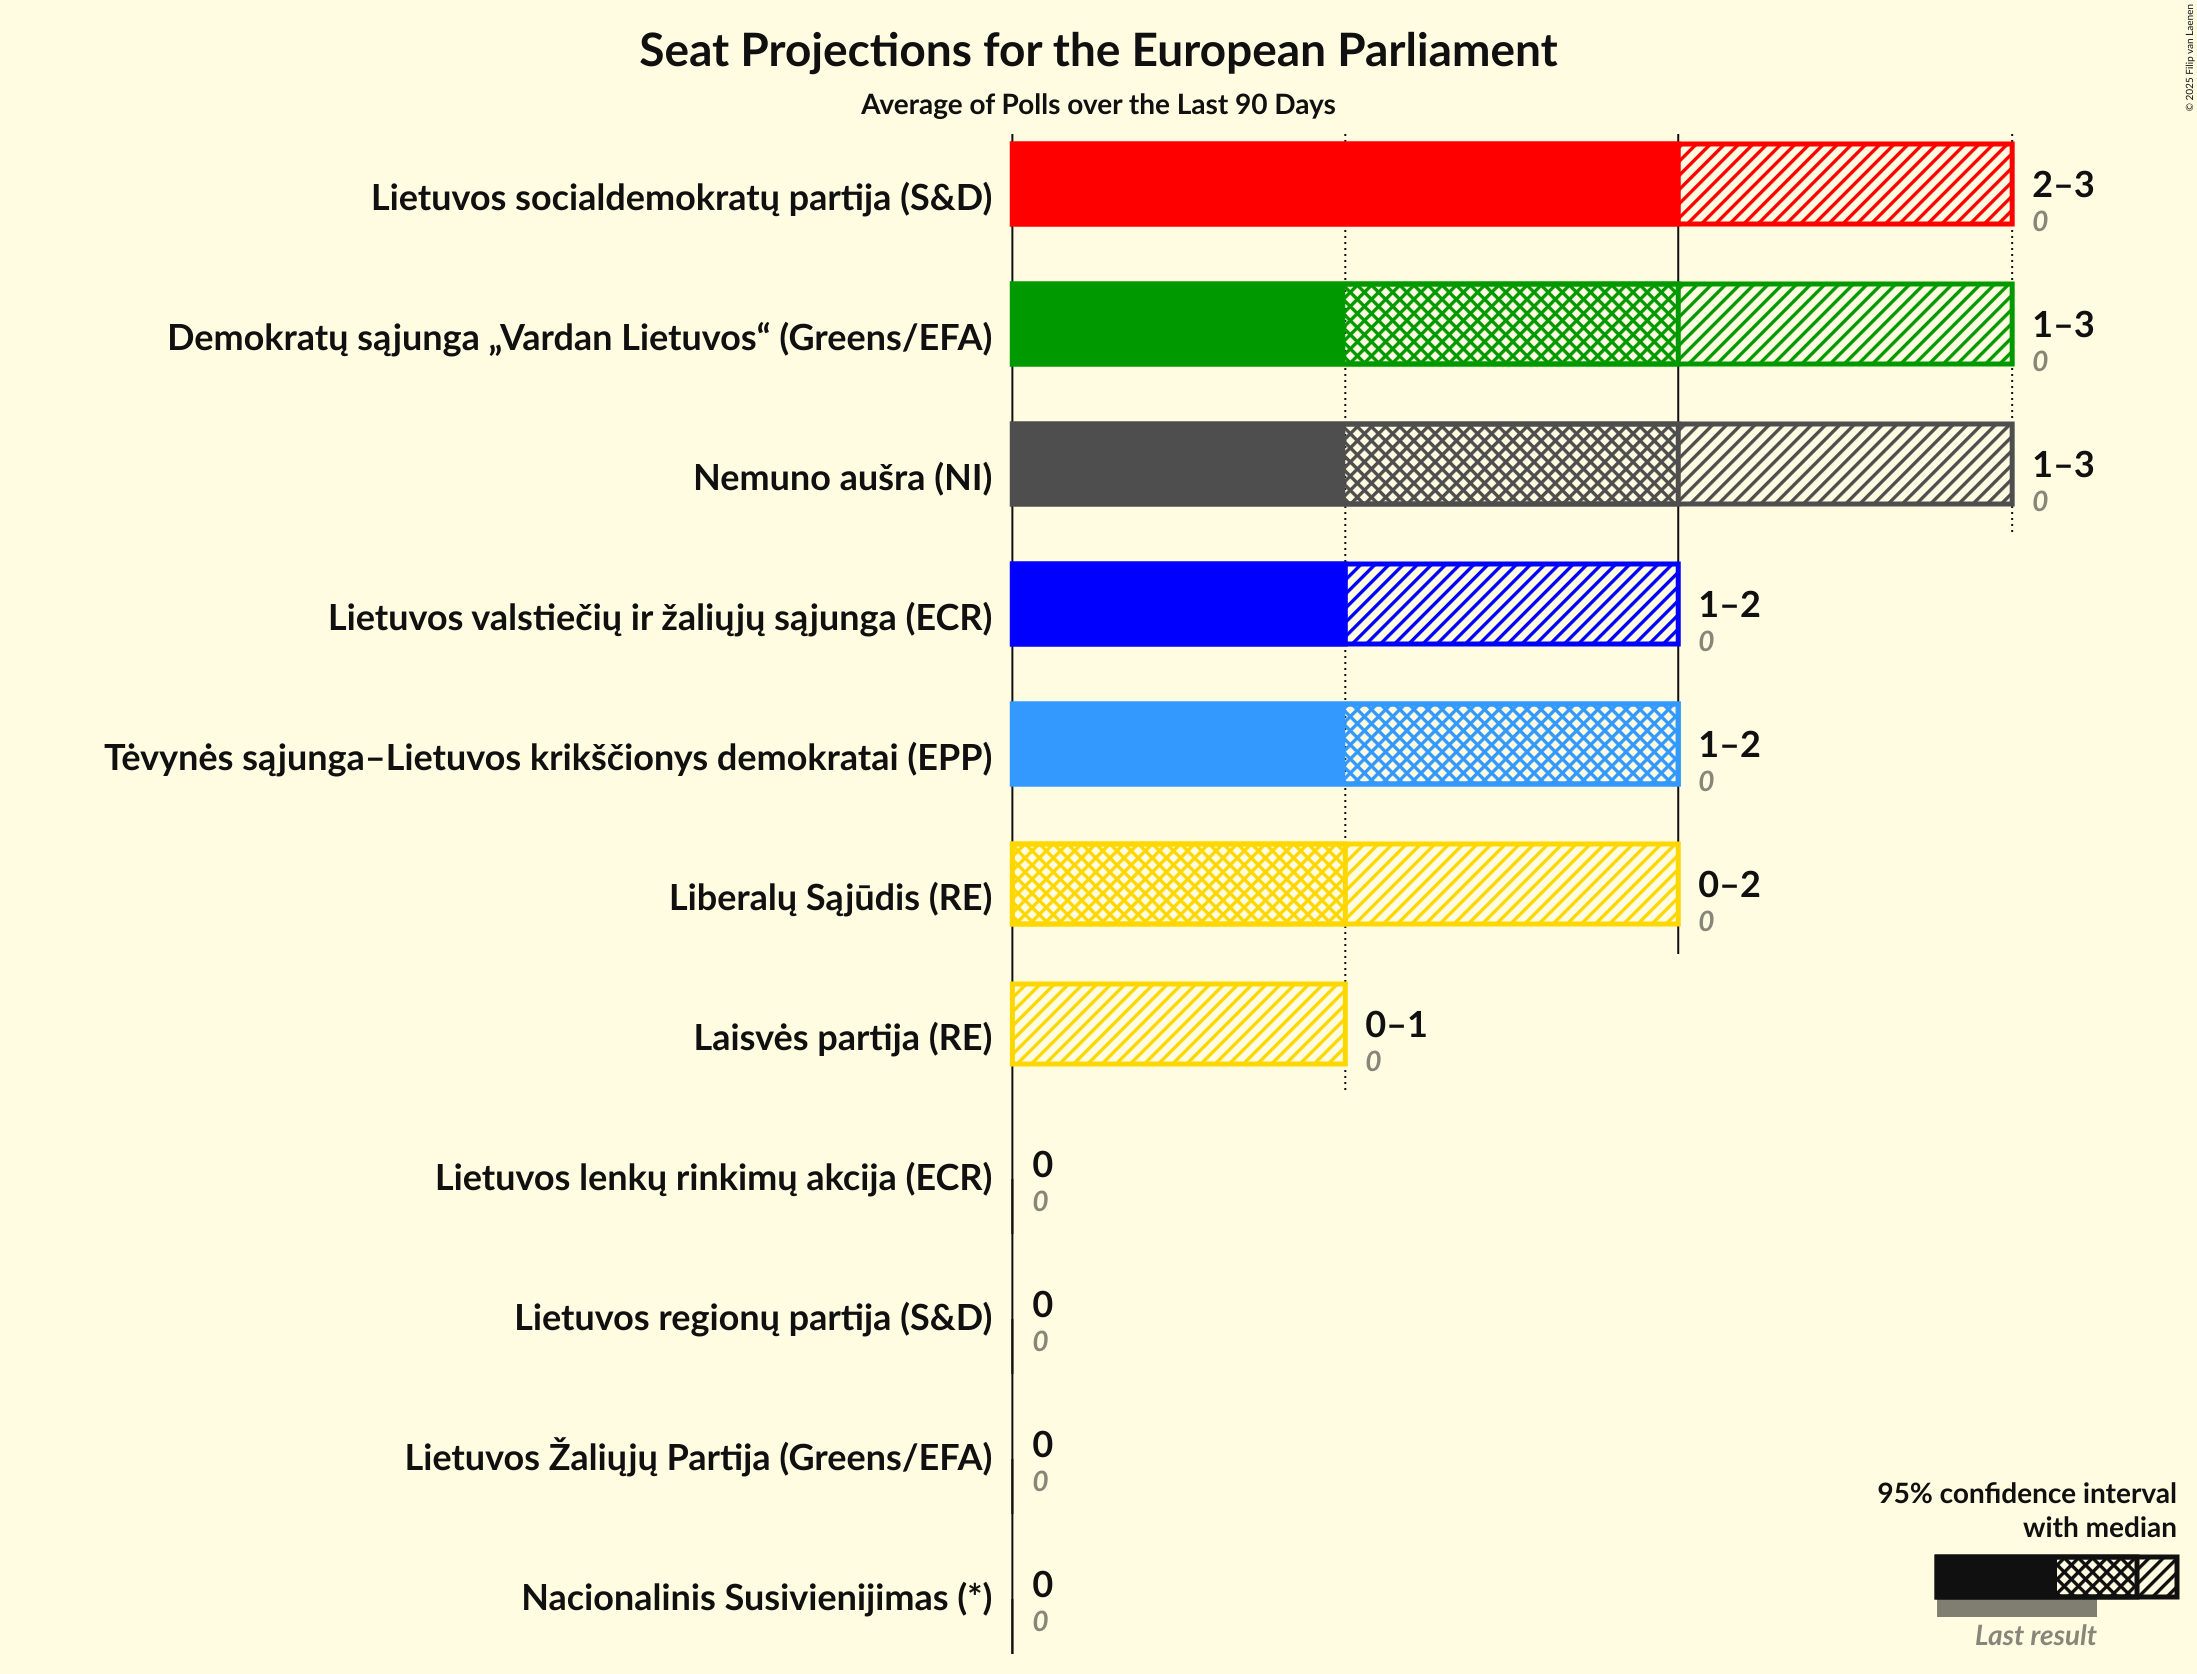 Seat Projections for the European Parliament
Average of Polls over the Last 90 Days
© 2025 Filip van Laenen
Lietuvos socialdemokratų partija (S&D)
2–3
0
Demokratų sąjunga „Vardan Lietuvos“ (Greens/EFA)
1–3
0
Nemuno aušra (NI)
1–3
0
Lietuvos valstiečių ir žaliųjų sąjunga (ECR)
1–2
0
Tėvynės sąjunga–Lietuvos krikščionys demokratai (EPP)
1–2
0
Liberalų Sąjūdis (RE)
0–2
0
Laisvės partija (RE)
0–1
0
Lietuvos lenkų rinkimų akcija (ECR)
0
0
Lietuvos regionų partija (S&D)
0
0
Lietuvos Žaliųjų Partija (Greens/EFA)
0
0
Nacionalinis Susivienijimas (*)
0
0
95% confidence interval
with median
Last result